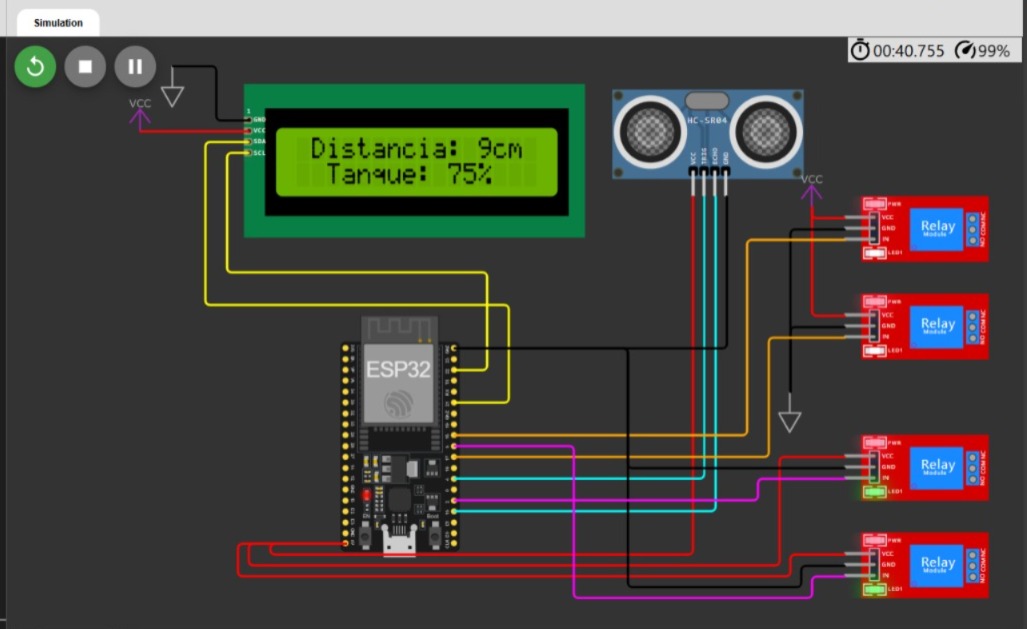 Simulation
00:40.755 99%
VCC
1
GND
VCC
SDA
SCL
Distancia: 9cm
Tanque: 75%
HC-SR04
VCC
TRIG
ECHO
GND
VCC
PWR
VCC
GND
IN
LED1
Relay
Module
NO COM NC
PWR
VCC
GND
IN
LED1
Relay
Module
NO COM NC
ESP32
EN
Boot
PWR
VCC
GND
IN
LED1
Relay
Module
NO COM NC
PWR
VCC
GND
IN
LED1
Relay
Module
NO COM NC